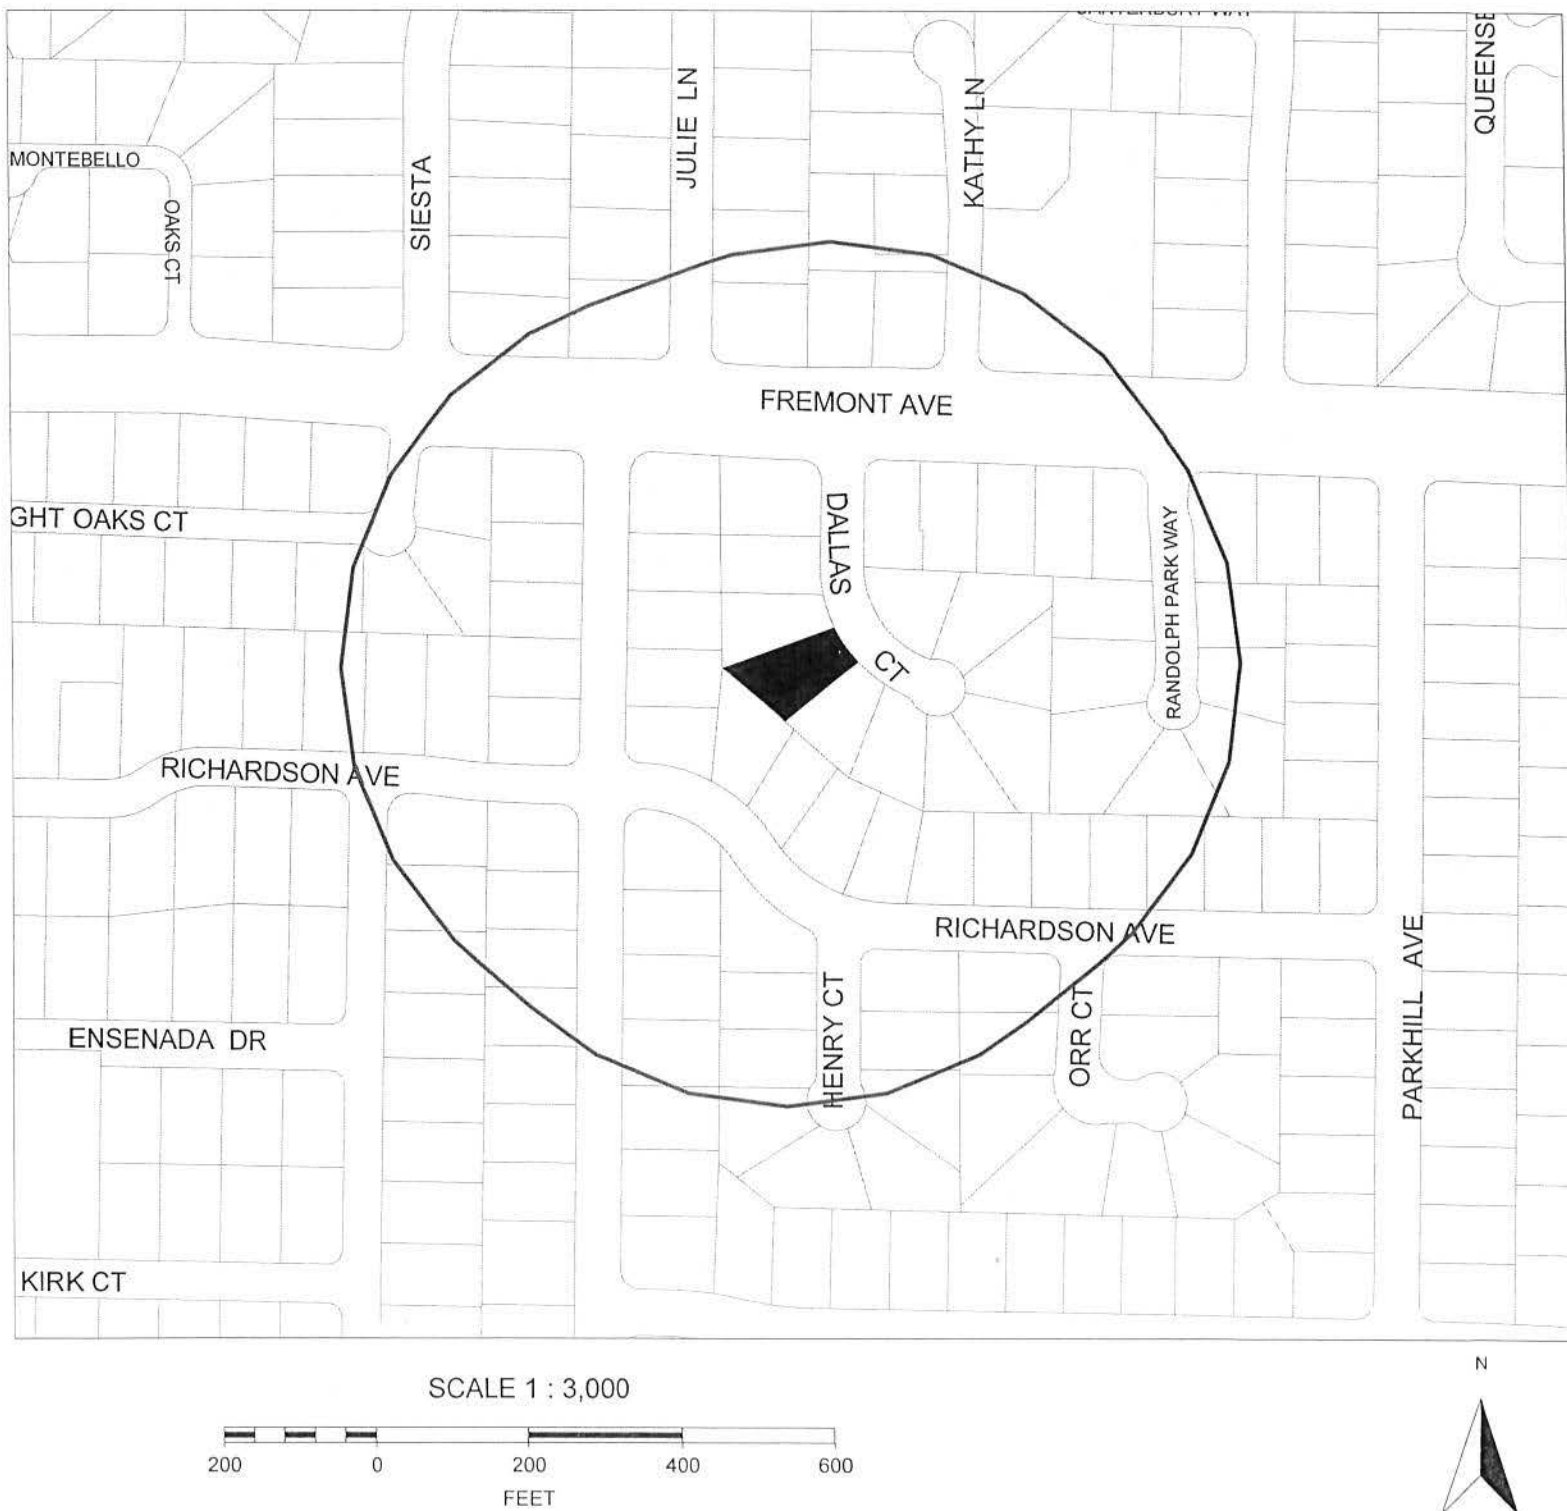 QUEENSE
JULIE LN
KATHY LN
MONTEBELLO
OAKS CT
SIESTA
FREMONT AVE
GHT OAKS CT
DALLAS
CT
RANDOLPH PARK WAY
RICHARDSON AVE
RICHARDSON AVE
HENRY CT
ORR CT
PARKHILL AVE
ENSENADA DR
KIRK CT
SCALE 1 : 3,000
200 0 200 400 600
FEET
N